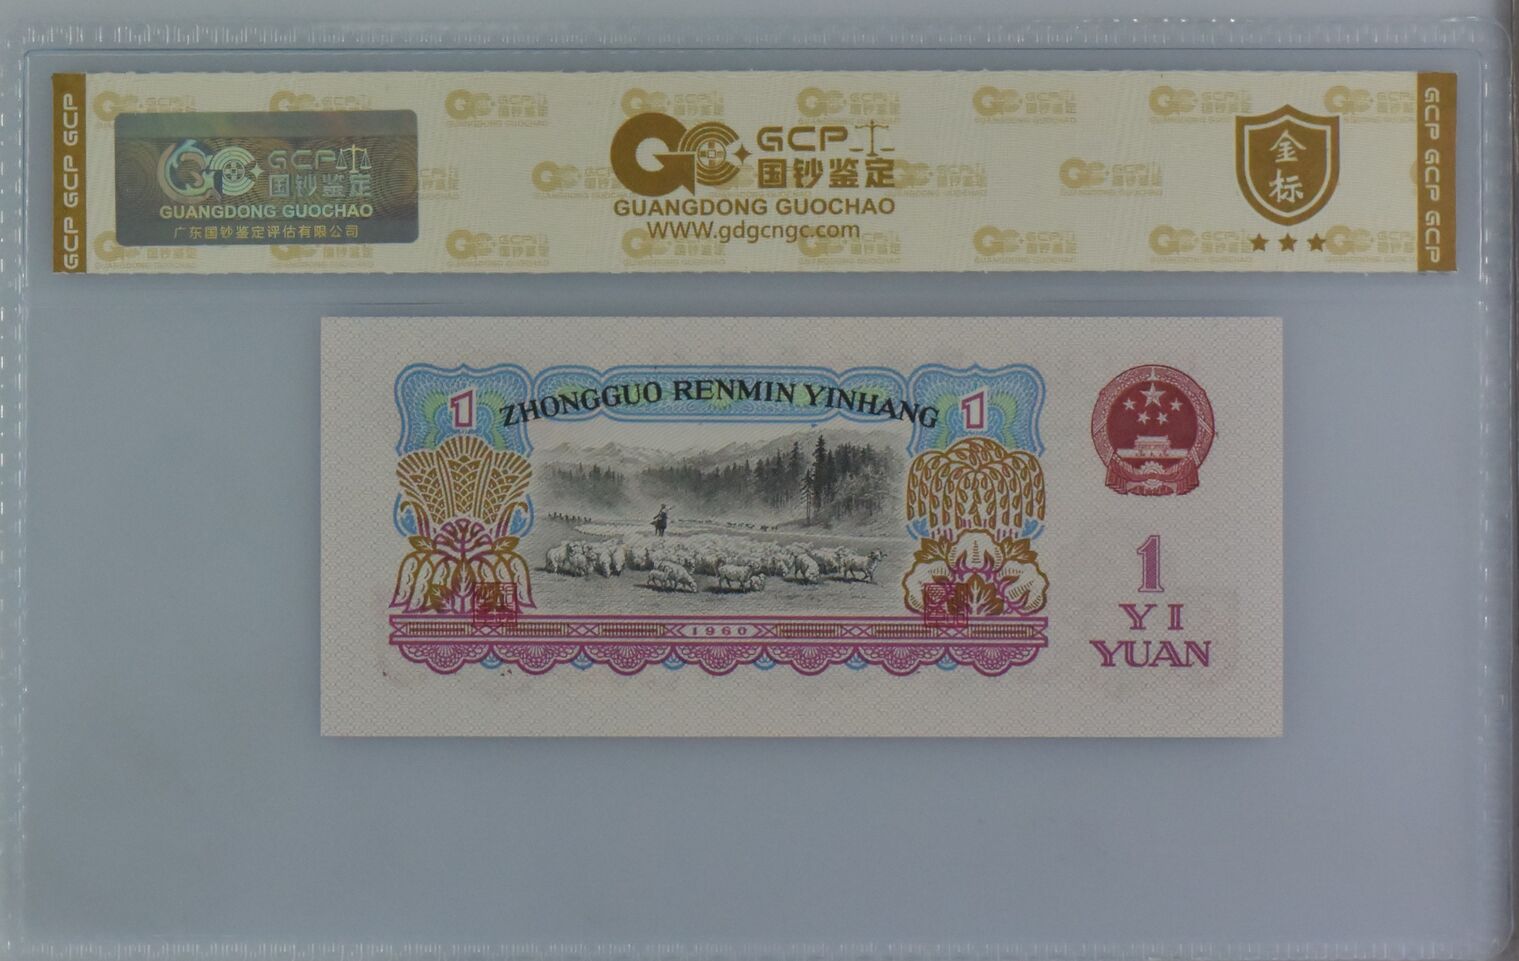 GCP GCP GCP
GCP
国钞鉴定
GUANGDONG GUOCHAO
广东国钞鉴定评估有限公司
GCP
国钞鉴定
GUANGDONG GUOCHAO
WWW.gdgcngc.com
金标
GCP GCP GCP
1
ZHONGGUO RENMIN YINHANG
1
1960
1
YI
YUAN